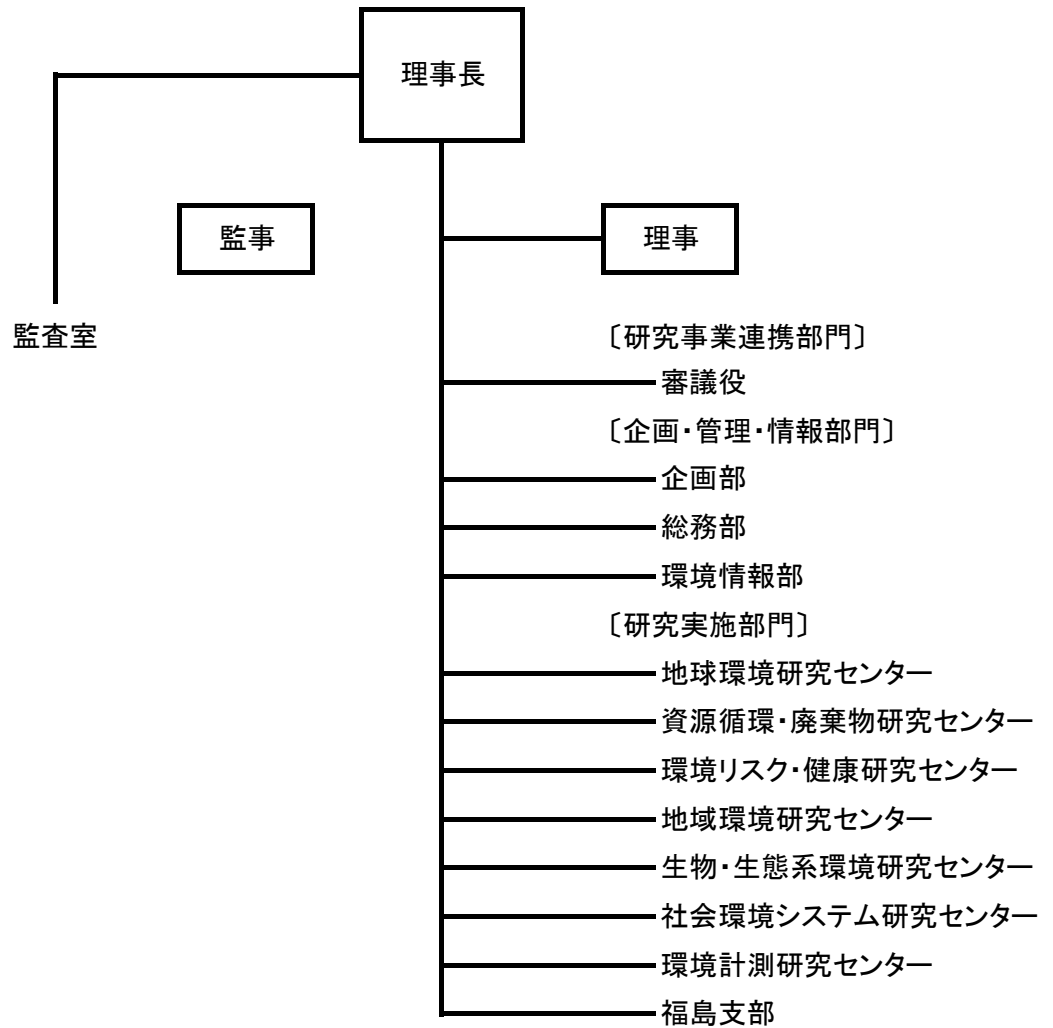 理事長
監事
理事
監査室
〔研究事業連携部門〕
審議役
〔企画・管理・情報部門〕
企画部
総務部
環境情報部
〔研究実施部門〕
地球環境研究センター
資源循環・廃棄物研究センター
環境リスク・健康研究センター
地域環境研究センター
生物・生態系環境研究センター
社会環境システム研究センター
環境計測研究センター
福島支部